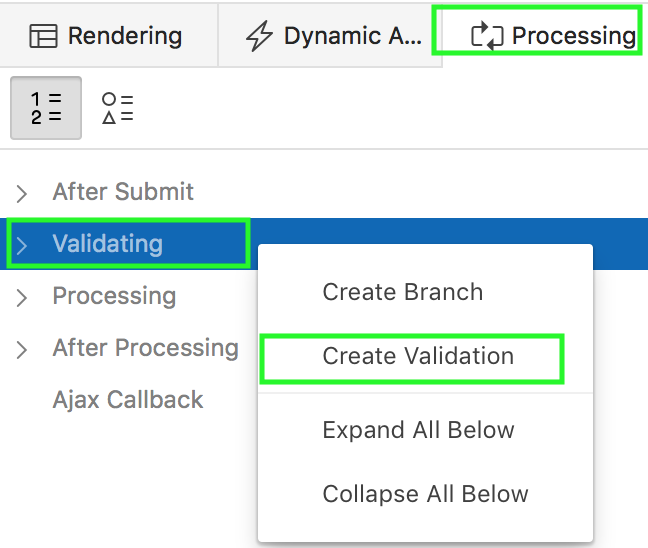 Rendering Dynamic A... Processing
1
2
After Submit
Validating
Create Branch
Processing
Create Validation
After Processing
Ajax Callback
Expand All Below
Collapse All Below